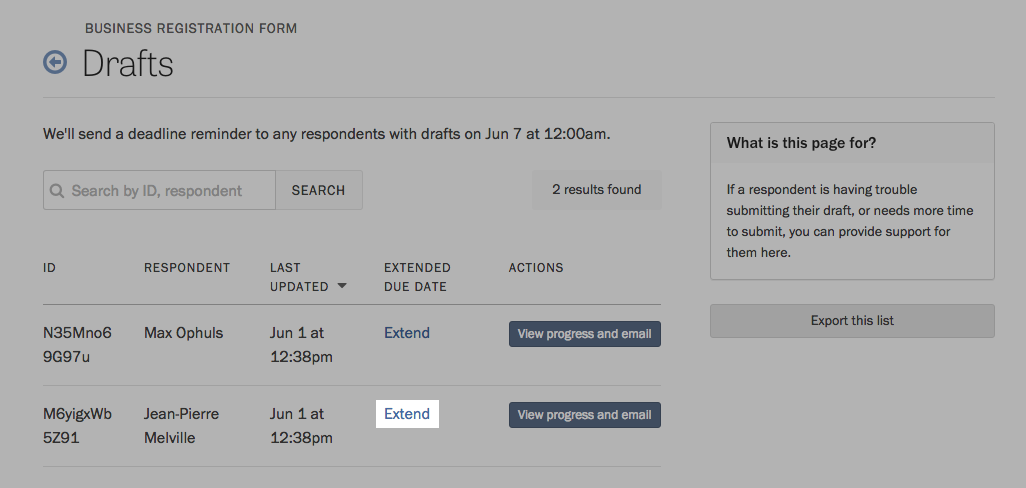 BUSINESS REGISTRATION FORM
Drafts
We'll send a deadline reminder to any respondents with drafts on Jun 7 at 12:00am.
Search by ID, respondent
SEARCH
2 results found
ID
RESPONDENT
LAST
UPDATED
EXTENDED
DUE DATE
ACTIONS
N35Mno6
9G97u
Max Ophuls
Jun 1 at
12:38pm
Extend
View progress and email
M6yigxWb
5Z91
Jean-Pierre
Melville
Jun 1 at
12:38pm
Extend
View progress and email
What is this page for?
If a respondent is having trouble
submitting their draft, or needs more time
to submit, you can provide support for
them here.
Export this list